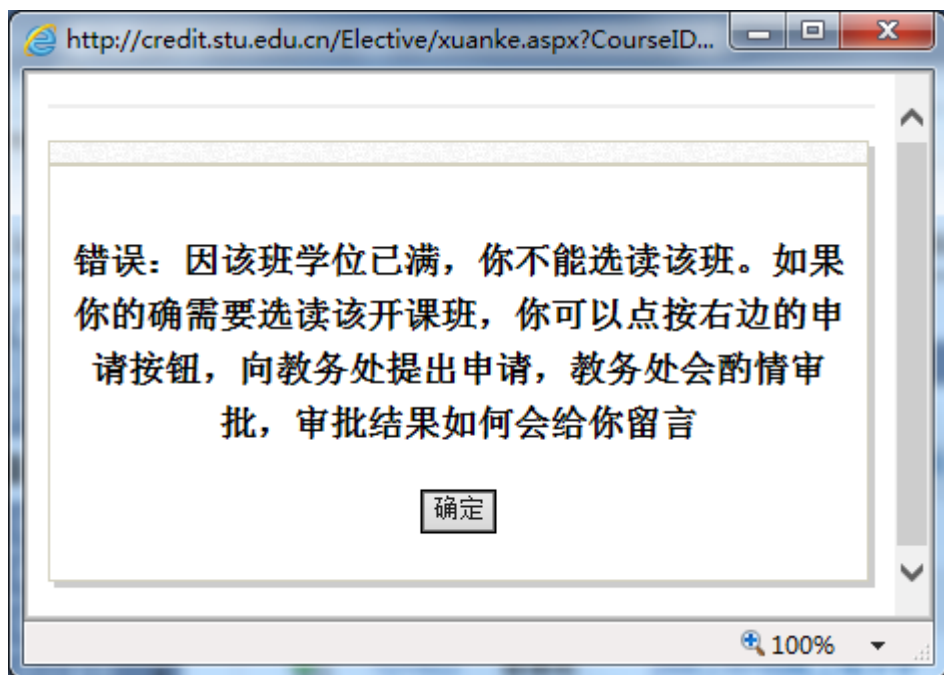 http://credit.stu.edu.cn/Elective/xuanke.aspx?CourseID...
错误：因该班学位已满，你不能选读该班。如果
你的确需要选读该开课班，你可以点按右边的申
请按钮，向教务处提出申请，教务处会酌情审
批，审批结果如何会给你留言
确定
100%